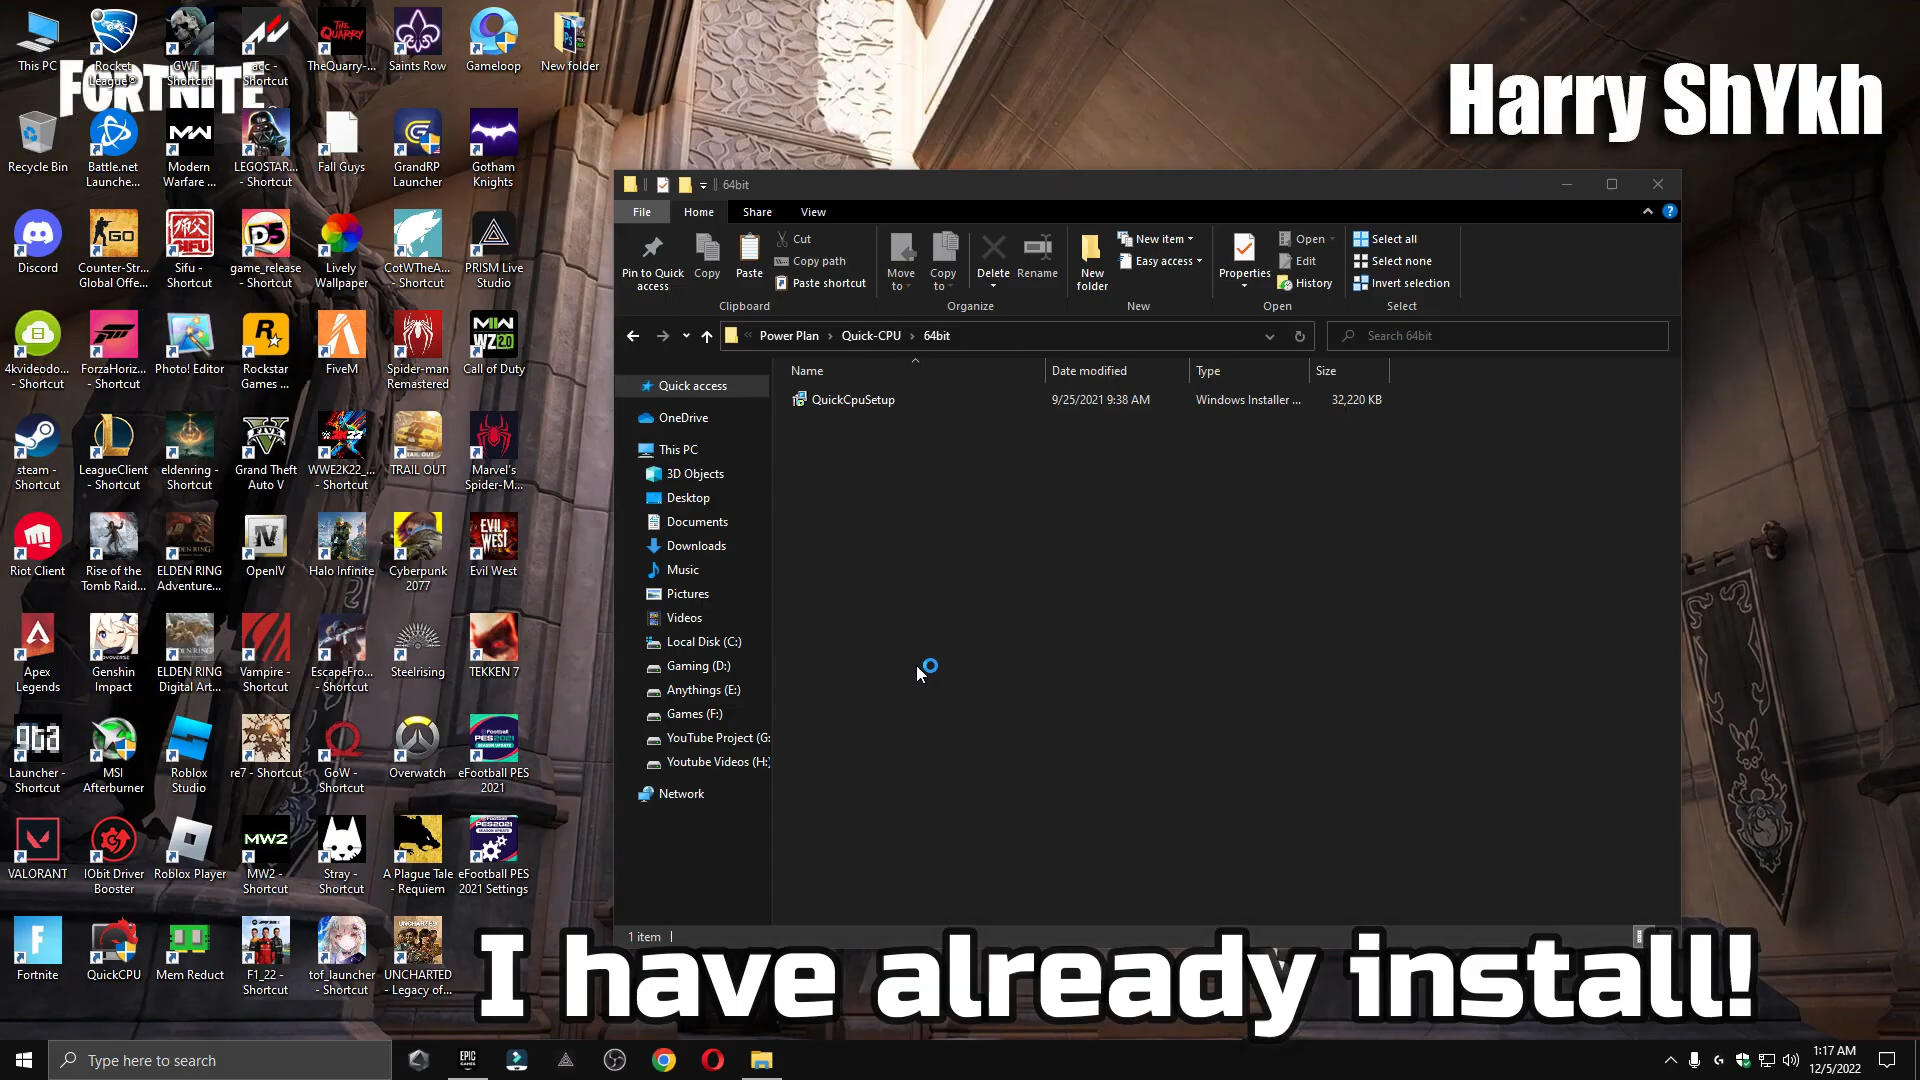 This PC
Rocket League®
GWT - Shortcut
acc - Shortcut
TheQuarry-...
Saints Row
Gameloop
New folder
FORTNITE
Harry ShYkh
Recycle Bin
Battle.net Launche...
Modern Warfare ...
LEGOSTAR... - Shortcut
Fall Guys
GrandRP Launcher
Gotham Knights
Discord
Counter-Str... Global Offe...
Sifu - Shortcut
game_release - Shortcut
Lively Wallpaper
CotWTheA... - Shortcut
PRISM Live Studio
4kvideodo... - Shortcut
ForzaHoriz... - Shortcut
Photo! Editor
Rockstar Games ...
FiveM
Spider-man Remastered
Call of Duty
steam - Shortcut
LeagueClient - Shortcut
eldenring - Shortcut
Grand Theft Auto V
WWE2K22_... - Shortcut
TRAIL OUT
Marvel's Spider-M...
Riot Client
Rise of the Tomb Raid...
ELDEN RING Adventure...
OpenIV
Halo Infinite
Cyberpunk 2077
Evil West
Apex Legends
Genshin Impact
ELDEN RING Digital Art...
Vampire - Shortcut
EscapeFro... - Shortcut
Steelrising
TEKKEN 7
Launcher - Shortcut
MSI Afterburner
Roblox Studio
re7 - Shortcut
GoW - Shortcut
Overwatch
eFootball PES 2021
VALORANT
IObit Driver Booster
Roblox Player
MW2 - Shortcut
Stray - Shortcut
A Plague Tale - Requiem
eFootball PES 2021 Settings
Fortnite
QuickCPU
Mem Reduct
F1_22 - Shortcut
tof_launcher - Shortcut
UNCHARTED - Legacy of...
64bit
File Home Share View
Pin to Quick access
Copy
Paste
Cut
Copy path
Paste shortcut
Clipboard
Move to
Copy to
Delete
Rename
Organize
New folder
New item
Easy access
New
Properties
Open
Edit
History
Open
Select all
Select none
Invert selection
Select
« Power Plan › Quick-CPU › 64bit
Search 64bit
Name Date modified Type Size
QuickCpuSetup 9/25/2021 9:38 AM Windows Installer ... 32,220 KB
Quick access
OneDrive
This PC
3D Objects
Desktop
Documents
Downloads
Music
Pictures
Videos
Local Disk (C:)
Gaming (D:)
Anythings (E:)
Games (F:)
YouTube Project (G:
Youtube Videos (H:)
Network
1 item
I have already install!
Type here to search
1:17 AM
12/5/2022